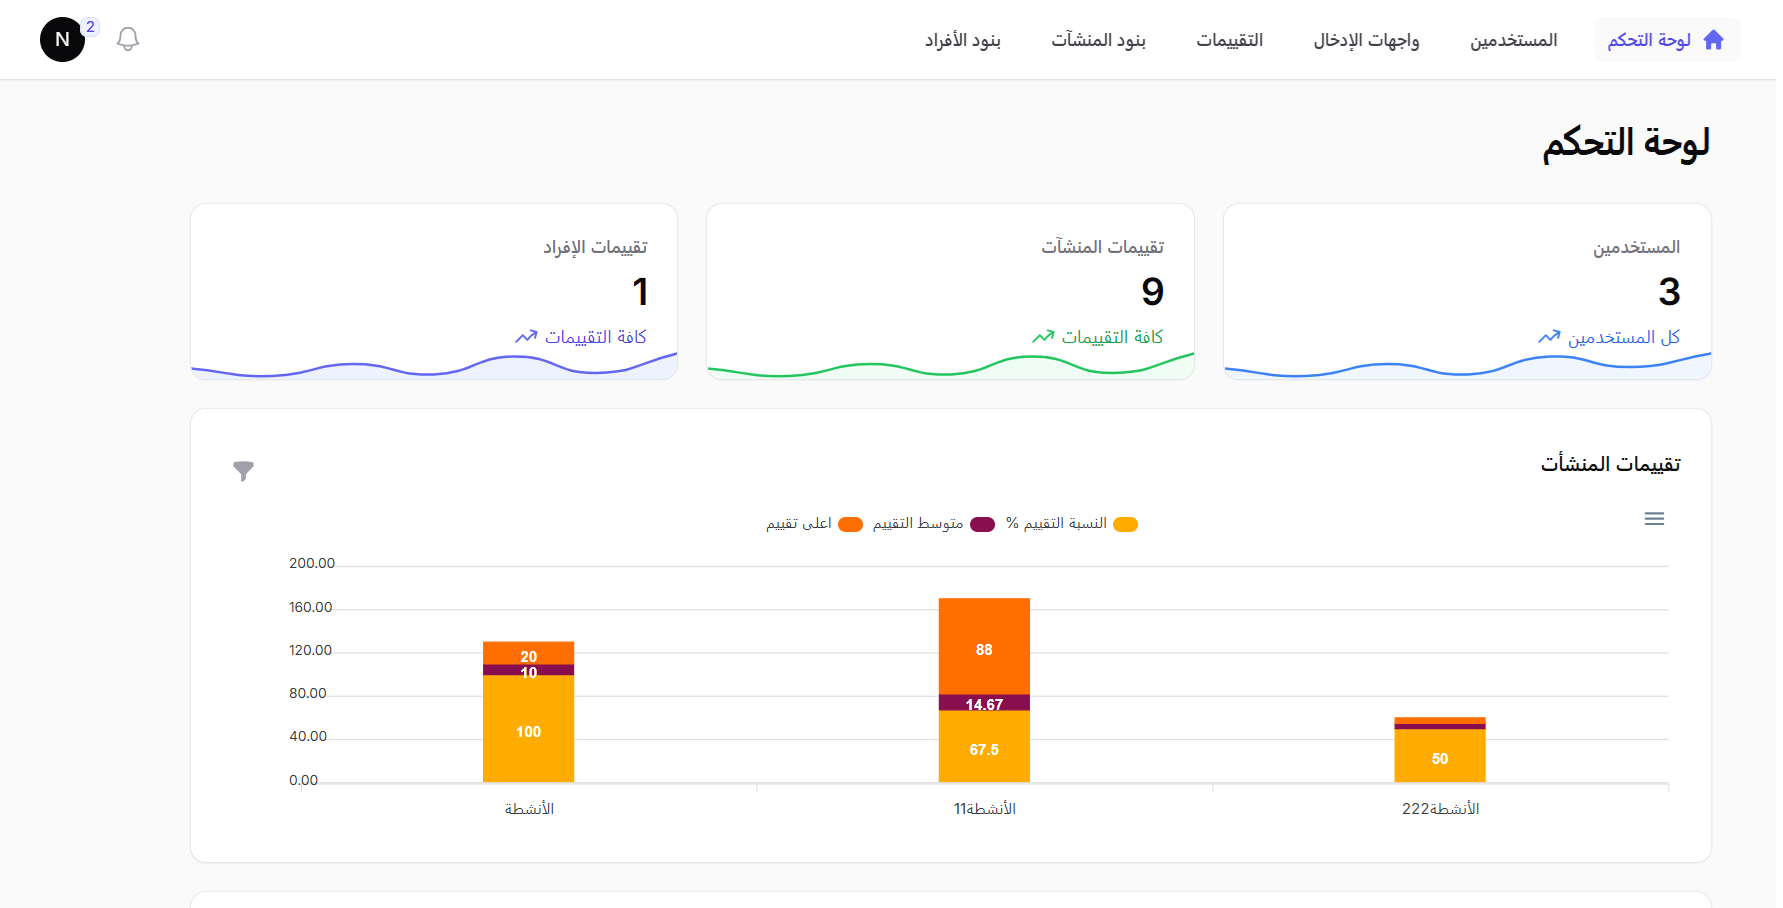 لوحة التحكم
المستخدمين
واجهات الإدخال
التقييمات
بنود المنشآت
بنود الأفراد
2
N
لوحة التحكم
المستخدمين
3
كل المستخدمين
تقييمات المنشآت
9
كافة التقييمات
تقييمات الإفراد
1
كافة التقييمات
تقييمات المنشأت
النسبة التقييم %
متوسط التقييم
اعلى تقييم
200.00
160.00
120.00
80.00
40.00
0.00
20
10
100
88
14.67
67.5
50
الأنشطة
الأنشطة11
الأنشطة222